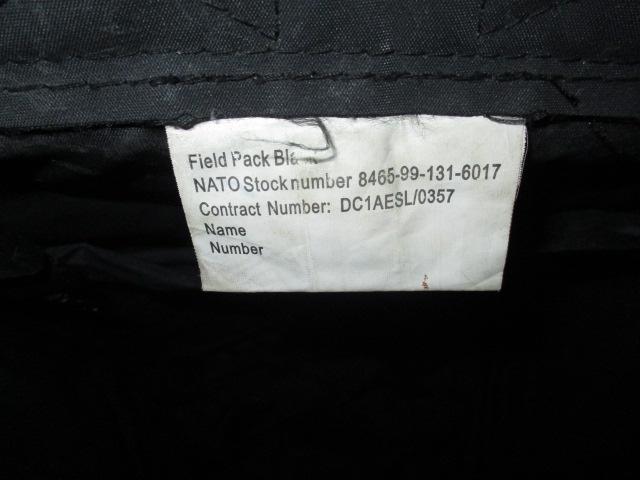 Field Pack
NATO Stock number 8465-99-131-6017
Contract Number: DC1AESL/0357
Name
Number